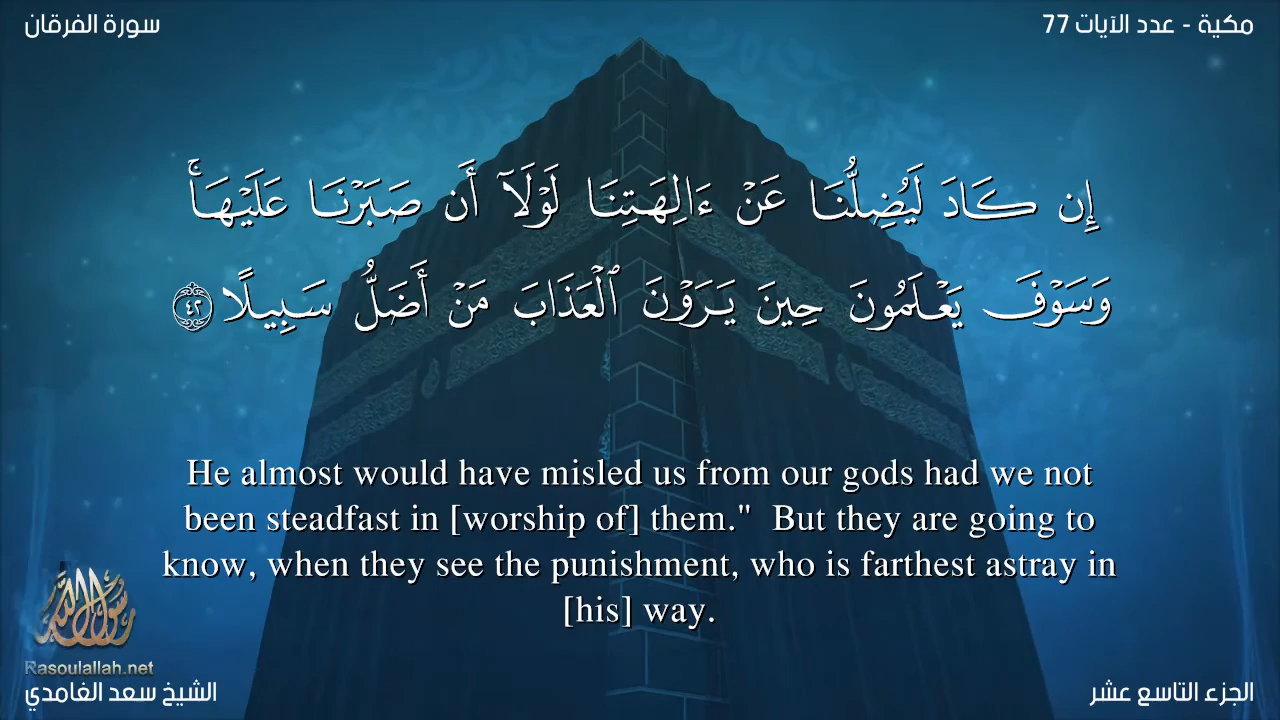 سورة الفرقان
مكية - عدد الآيات 77
إِن كَادَ لَيُضِلُّنَا عَنْ ءَالِهَتِنَا لَوْلَآ أَن صَبَرْنَا عَلَيْهَاۚ
وَسَوْفَ يَعْلَمُونَ حِينَ يَرَوْنَ ٱلْعَذَابَ مَنْ أَضَلُّ سَبِيلًا ٤٢
He almost would have misled us from our gods had we not
been steadfast in [worship of] them."  But they are going to
know, when they see the punishment, who is farthest astray in
[his] way.
رسول الله
Rasoulallah.net
الشيخ سعد الغامدي
الجزء التاسع عشر